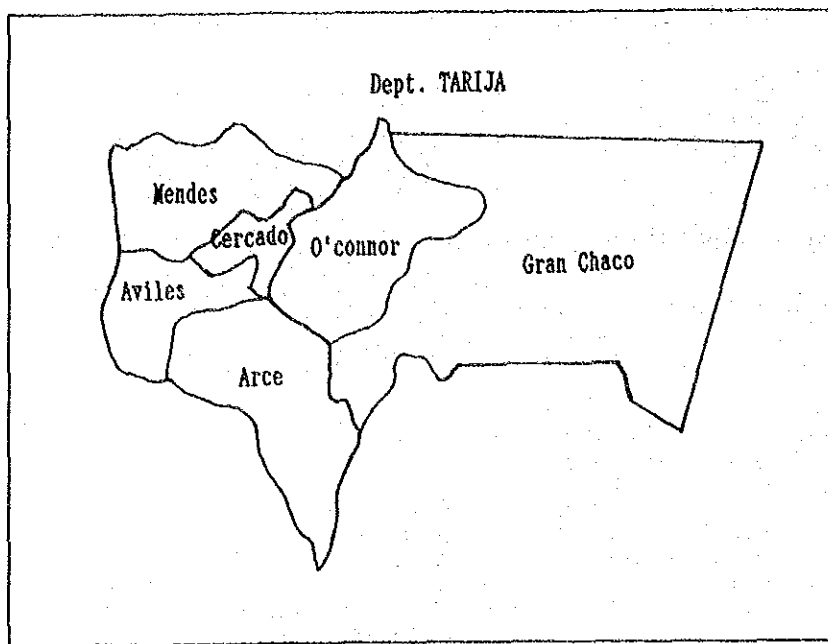 Dept. TARIJA
Mendes
Cercado
O'connor
Gran Chaco
Aviles
Arce